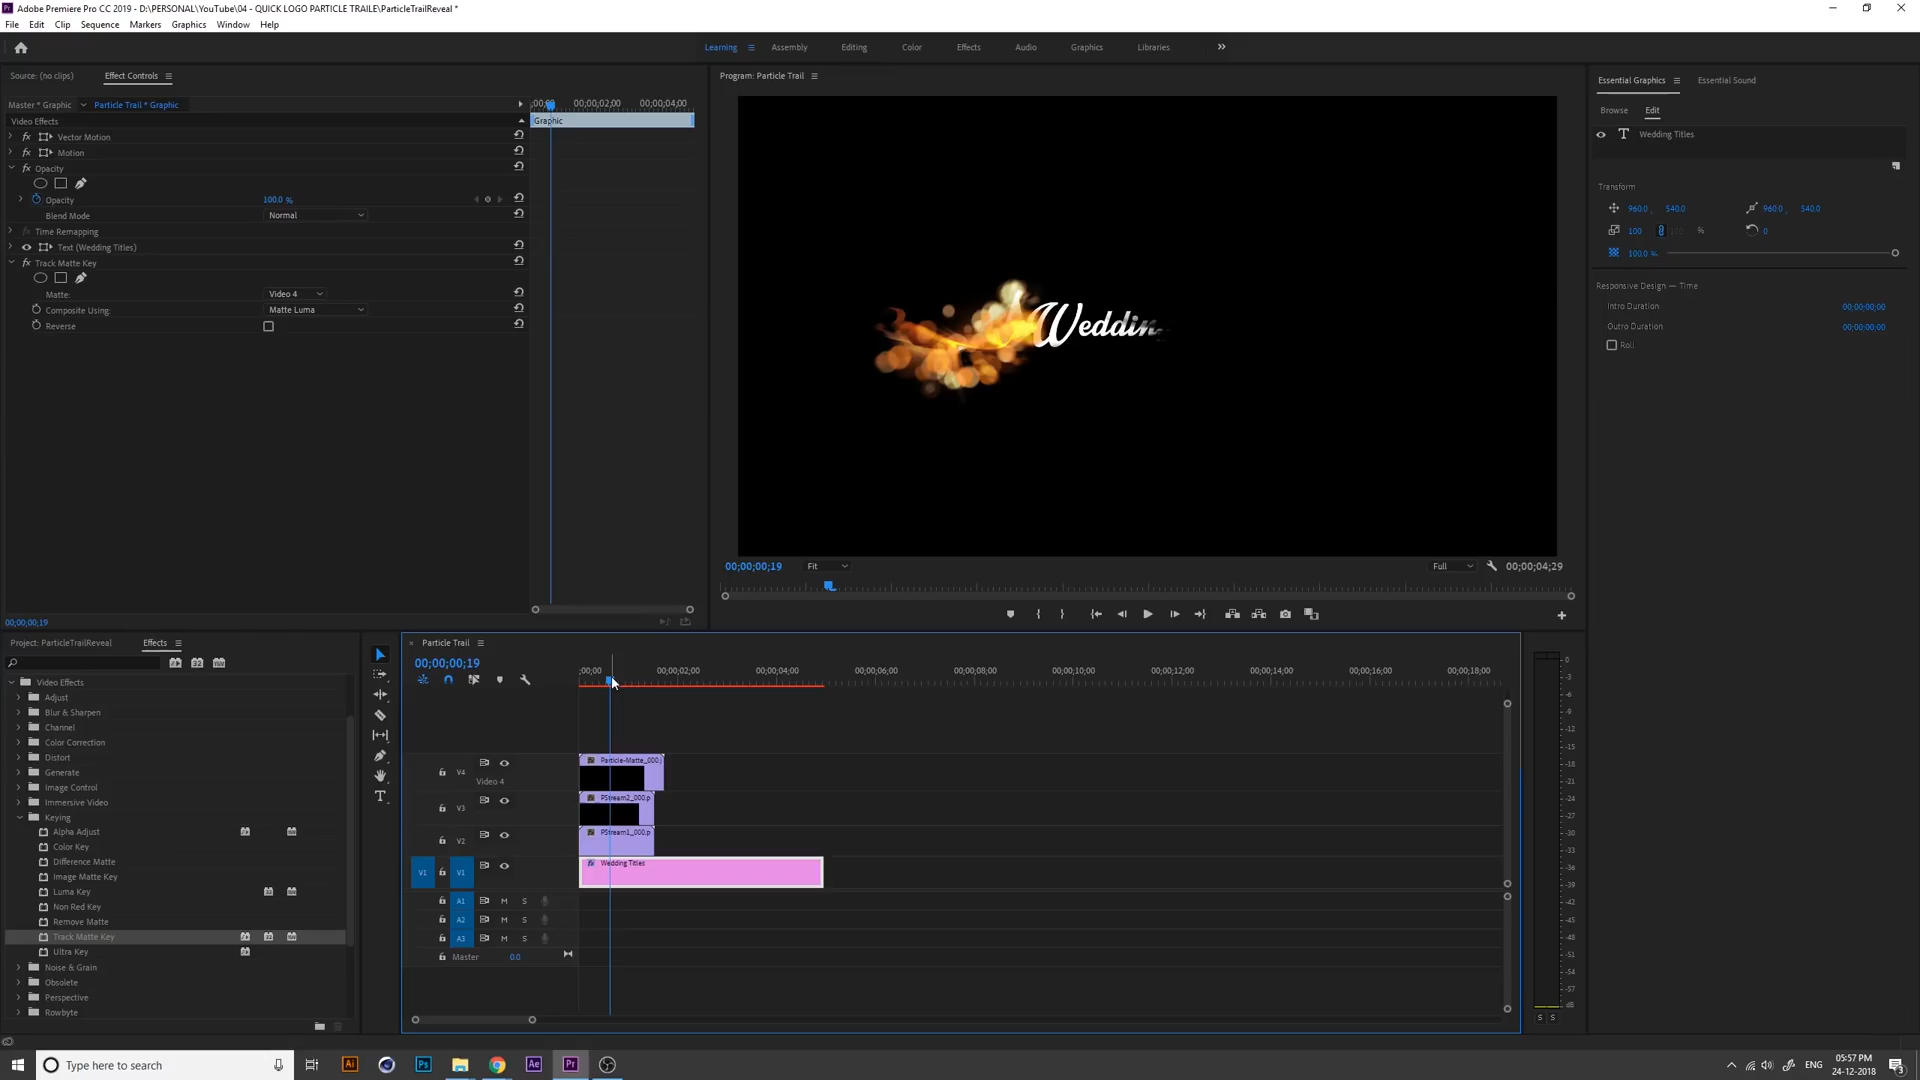 Adobe Premiere Pro CC 2019 - D:\PERSONAL\YouTube\04 - QUICK LOGO PARTICLE TRAILE\ParticleTrailReveal *
File Edit Clip Sequence Markers Graphics Window Help
Learning Assembly Editing Color Effects Audio Graphics Libraries
Source: (no clips) Effect Controls
Program: Particle Trail
Essential Graphics Essential Sound
Master * Graphic Particle Trail * Graphic
00;00;02;00 00;00;04;00
Graphic
Video Effects
fx Vector Motion
fx Motion
fx Opacity
Opacity 100.0 %
Blend Mode Normal
Time Remapping
Text (Wedding Titles)
fx Track Matte Key
Matte: Video 4
Composite Using: Matte Luma
Reverse
00;00;00;19
Weddin
Browse Edit
Wedding Titles
Transform
960.0 , 540.0 960.0 , 540.0
100 100 % 0
100.0 %
Responsive Design — Time
Intro Duration 00;00;00;00
Outro Duration 00;00;00;00
Roll
00;00;00;19 Fit Full 00;00;04;29
Project: ParticleTrailReveal Effects
Video Effects
Adjust
Blur & Sharpen
Channel
Color Correction
Distort
Generate
Image Control
Immersive Video
Keying
Alpha Adjust
Color Key
Difference Matte
Image Matte Key
Luma Key
Non Red Key
Remove Matte
Track Matte Key
Ultra Key
Noise & Grain
Obsolete
Perspective
Rowbyte
Particle Trail
00;00;00;19
;00;00 00;00;02;00 00;00;04;00 00;00;06;00 00;00;08;00 00;00;10;00 00;00;12;00 00;00;14;00 00;00;16;00 00;00;18;00
V4 Video 4 Particle-Matte_000.j
V3 PStream2_000.p
V2 PStream1_000.p
V1 V1 Wedding Titles
A1 M S
A2 M S
A3 M S
Master 0.0
0
-3
-6
-9
-12
-15
-18
-21
-24
-27
-30
-33
-36
-39
-42
-45
-48
-51
-54
-57
dB
S S
Type here to search
Ai Ps Ae Pr
ENG
05:57 PM
24-12-2018
3